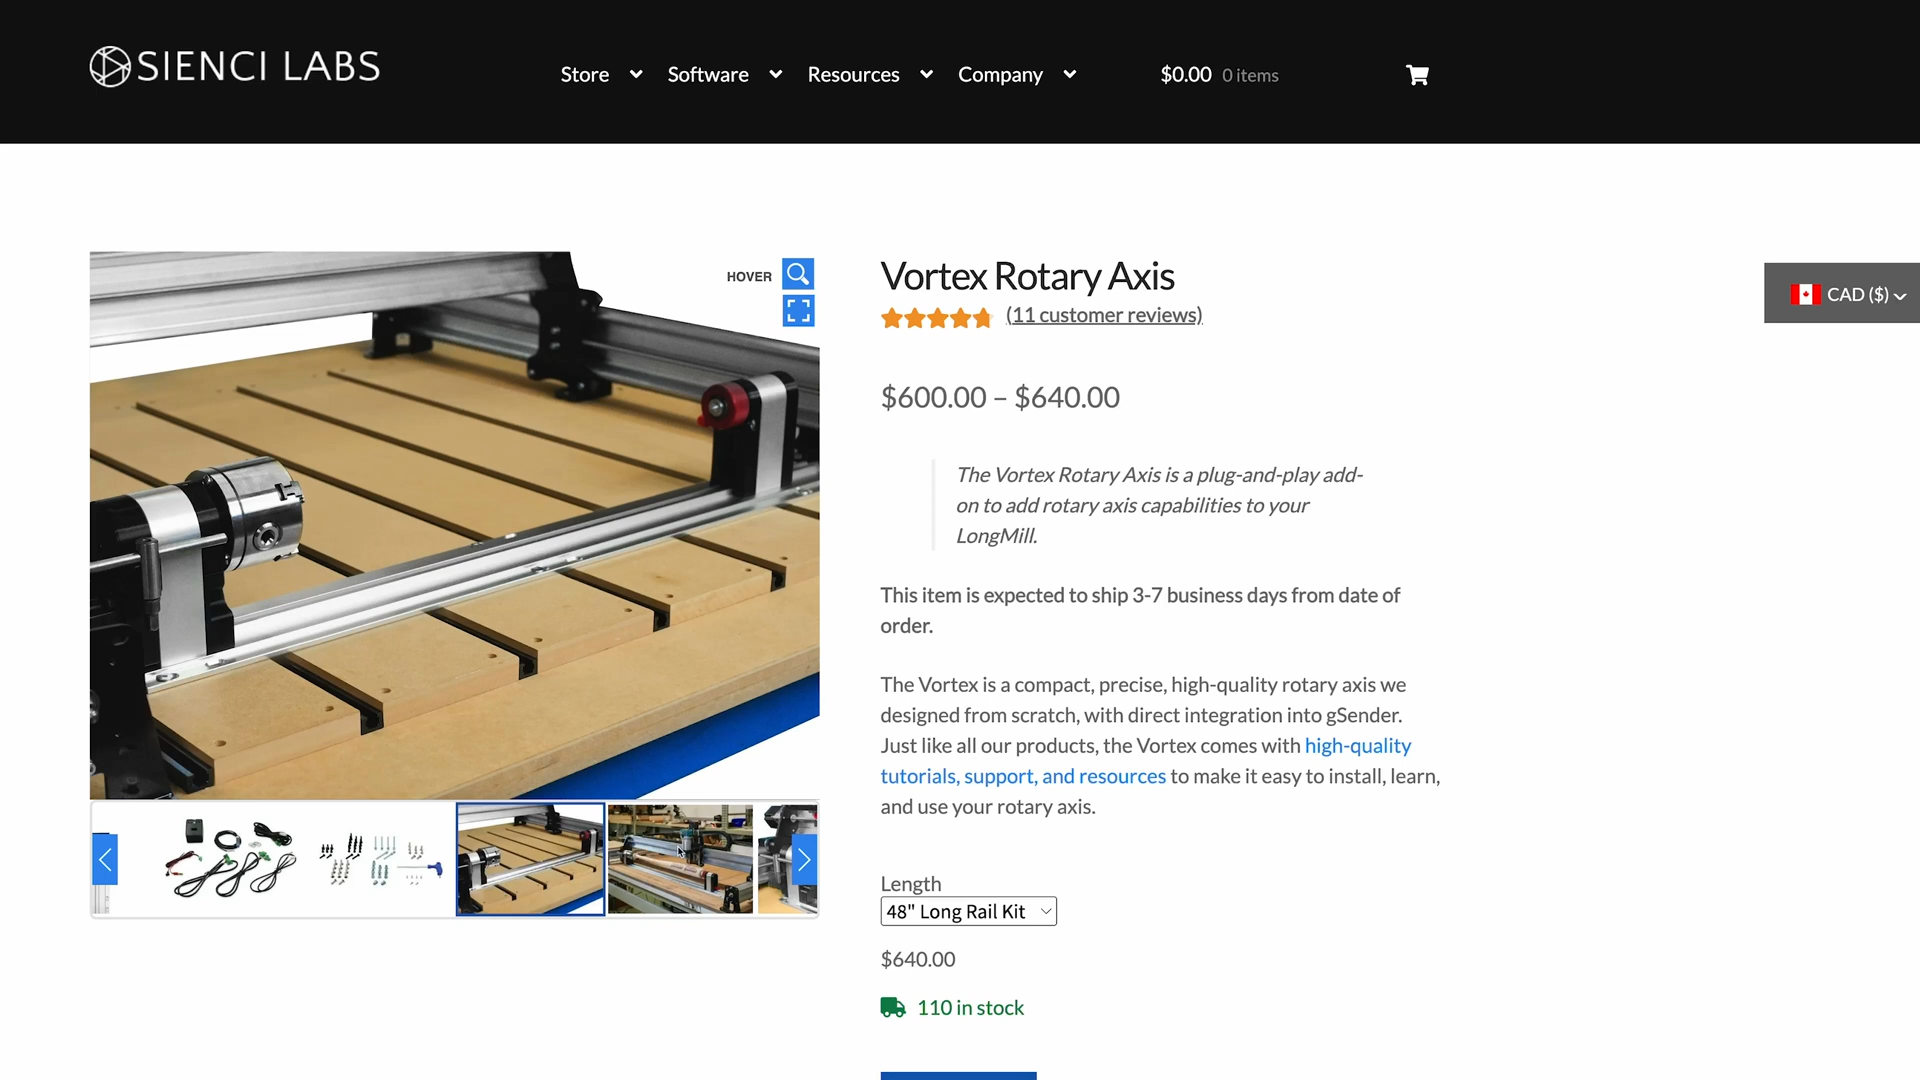 SIENCI LABS
Store
Software
Resources
Company
$0.00 0 items
HOVER
Vortex Rotary Axis
(11 customer reviews)
CAD ($)
$600.00 – $640.00
The Vortex Rotary Axis is a plug-and-play add-
on to add rotary axis capabilities to your
LongMill.
This item is expected to ship 3-7 business days from date of
order.
The Vortex is a compact, precise, high-quality rotary axis we
designed from scratch, with direct integration into gSender.
Just like all our products, the Vortex comes with high-quality
tutorials, support, and resources to make it easy to install, learn,
and use your rotary axis.
Length
48" Long Rail Kit
$640.00
110 in stock